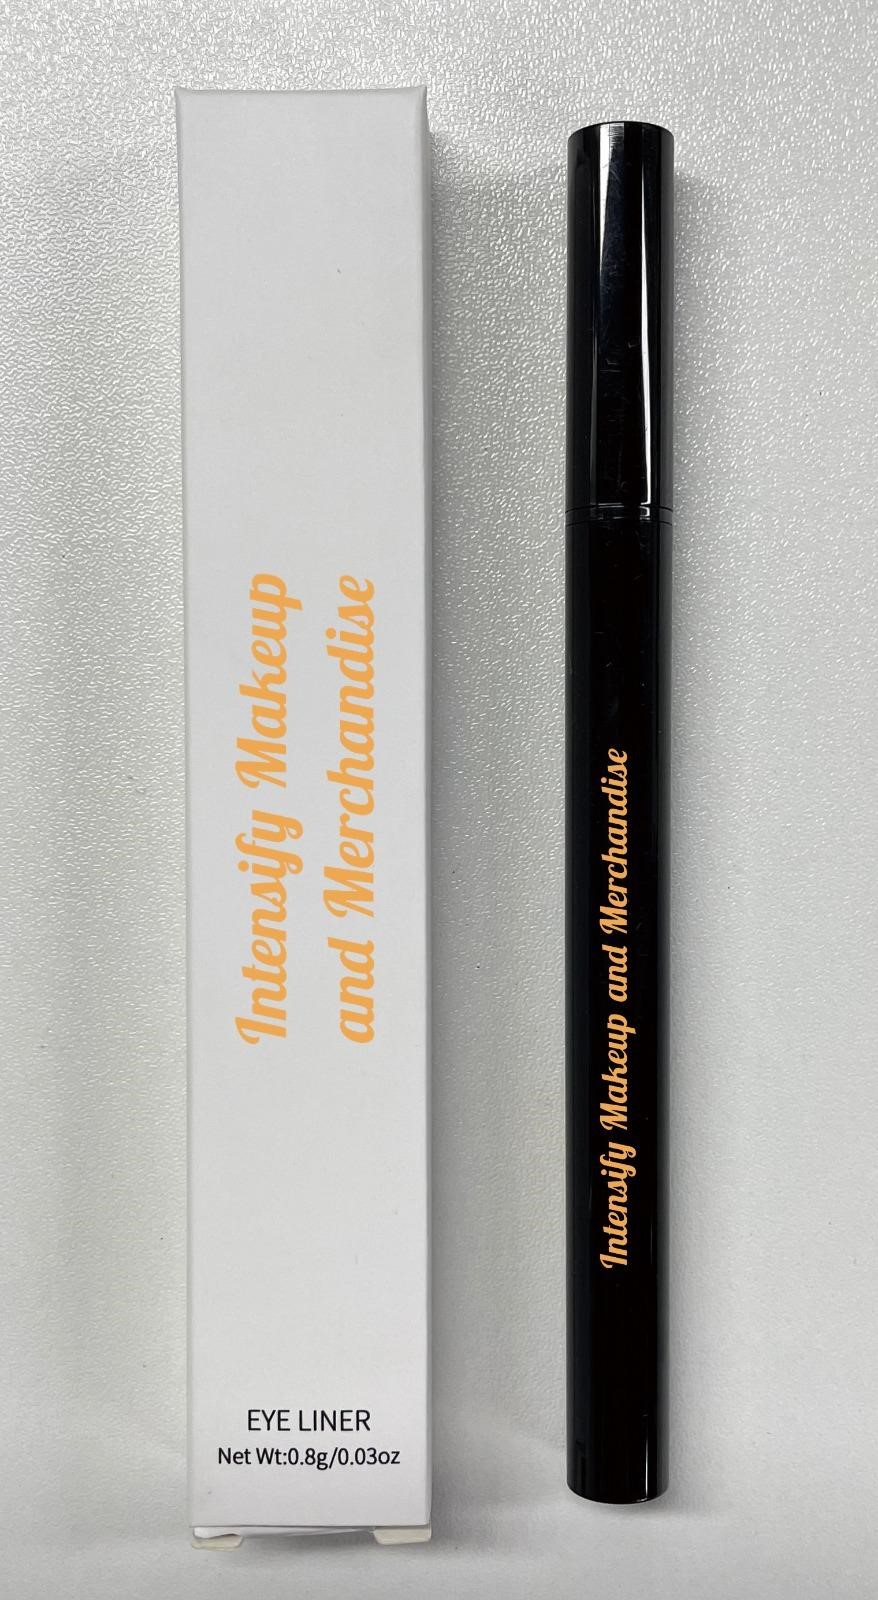 Intensify Makeup
and Merchandise
EYE LINER
Net Wt:0.8g/0.03oz
Intensify Makeup and Merchandise